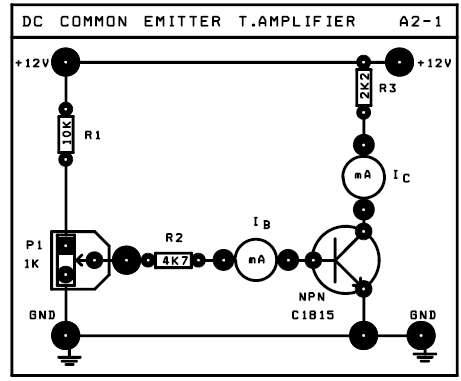 DC COMMON EMITTER T.AMPLIFIER A2-1
+12V +12V
2K2 R3
10K R1
mA IC
P1
1K
R2
4K7
IB
mA
NPN
C1815
GND GND